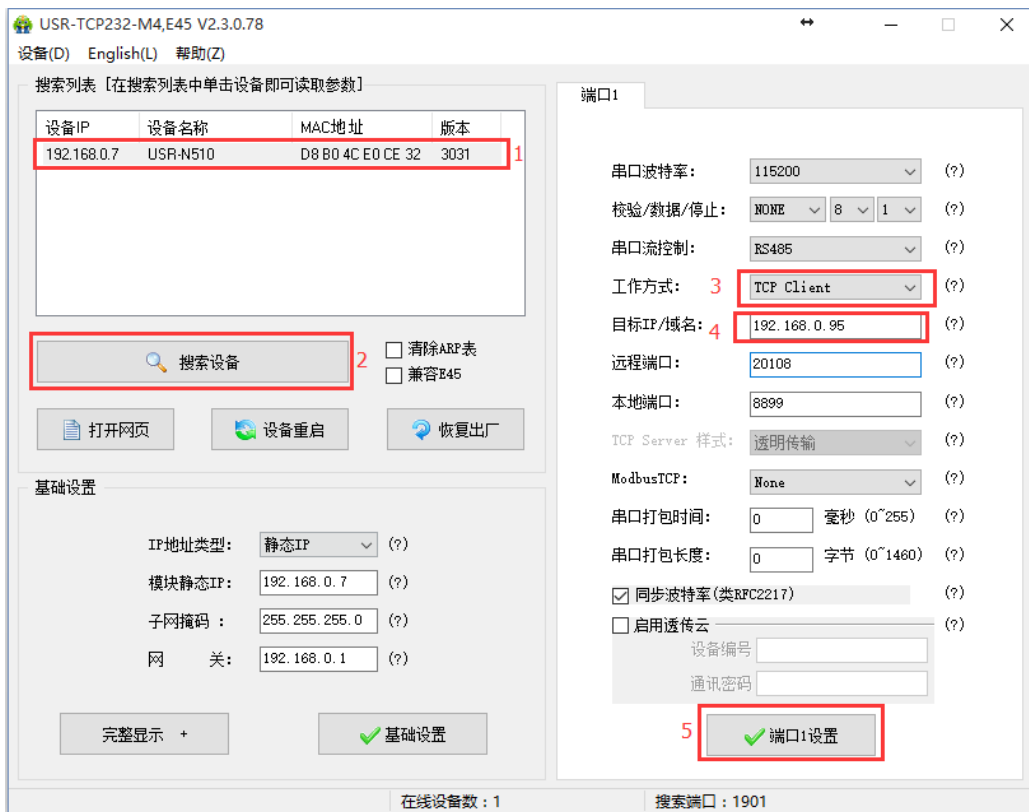 USR-TCP232-M4,E45 V2.3.0.78
设备(D) English(L) 帮助(Z)
搜索列表 [在搜索列表中单击设备即可读取参数]
设备IP 设备名称 MAC地址 版本
192.168.0.7 USR-N510 D8 B0 4C E0 CE 32 3031 1
搜索设备 2
清除ARP表
兼容E45
打开网页 设备重启 恢复出厂
基础设置
IP地址类型: 静态IP (?)
模块静态IP: 192.168.0.7 (?)
子网掩码 : 255.255.255.0 (?)
网 关: 192.168.0.1 (?)
完整显示 + 基础设置
端口1
串口波特率: 115200 (?)
校验/数据/停止: NONE 8 1 (?)
串口流控制: RS485 (?)
工作方式: 3 TCP Client (?)
目标IP/域名: 4 192.168.0.95 (?)
远程端口: 20108 (?)
本地端口: 8899 (?)
TCP Server 样式: 透明传输 (?)
ModbusTCP: None (?)
串口打包时间: 0 毫秒 (0~255) (?)
串口打包长度: 0 字节 (0~1460) (?)
同步波特率(类RFC2217) (?)
启用透传云 (?)
设备编号
通讯密码
5 端口1设置
在线设备数：1 搜索端口：1901